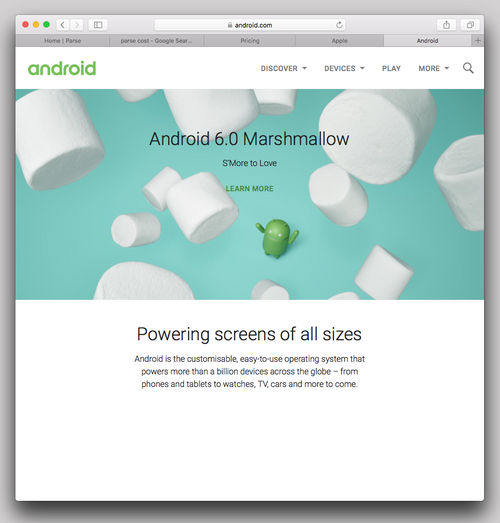 android.com
Home | Parse
parse cost - Google Sear...
Pricing
Apple
Android
android
DISCOVER
DEVICES
PLAY
MORE
Android 6.0 Marshmallow
S'More to Love
LEARN MORE
Powering screens of all sizes
Android is the customisable, easy-to-use operating system that
powers more than a billion devices across the globe – from
phones and tablets to watches, TV, cars and more to come.